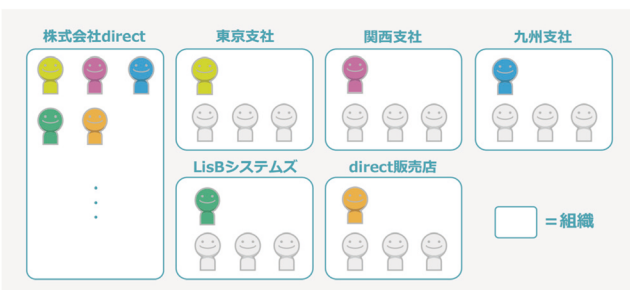 株式会社direct
東京支社
関西支社
九州支社
LisBシステムズ
direct販売店
=組織